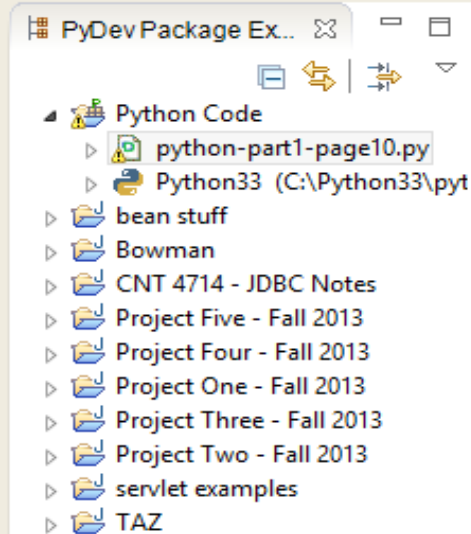 PyDev Package Ex...
Python Code
python-part1-page10.py
Python33 (C:\Python33\pyt
bean stuff
Bowman
CNT 4714 - JDBC Notes
Project Five - Fall 2013
Project Four - Fall 2013
Project One - Fall 2013
Project Three - Fall 2013
Project Two - Fall 2013
servlet examples
TAZ